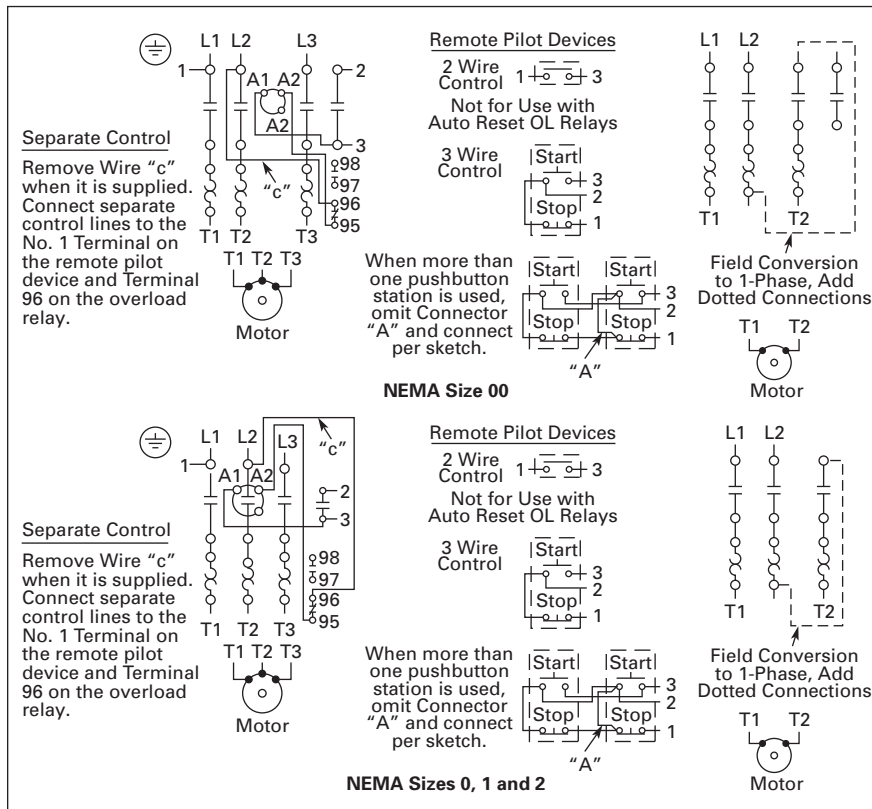 L1 L2 L3
1
2
A1 A2
A2
3
Separate Control
Remove Wire “c”
when it is supplied.
Connect separate
control lines to the
No. 1 Terminal on
the remote pilot
device and Terminal
96 on the overload
relay.
“c”
98
97
96
95
T1 T2 T3
T1 T2 T3
Motor
Remote Pilot Devices
2 Wire
Control
1 3
Not for Use with
Auto Reset OL Relays
3 Wire
Control
Start
3
2
Stop
1
When more than
one pushbutton
station is used,
omit Connector
“A” and connect
per sketch.
Start Start
3
2
Stop Stop
1
“A”
L1 L2
T1 T2
Field Conversion
to 1-Phase, Add
Dotted Connections
T1 T2
Motor
NEMA Size 00
L1 L2 L3
“c”
1
A1 A2
2
3
Separate Control
Remove Wire “c”
when it is supplied.
Connect separate
control lines to the
No. 1 Terminal on
the remote pilot
device and Terminal
96 on the overload
relay.
98
97
96
95
T1 T2 T3
T1 T2 T3
Motor
Remote Pilot Devices
2 Wire
Control
1 3
Not for Use with
Auto Reset OL Relays
3 Wire
Control
Start
3
2
Stop
1
When more than
one pushbutton
station is used,
omit Connector
“A” and connect
per sketch.
Start Start
3
2
Stop Stop
1
“A”
L1 L2
T1 T2
Field Conversion
to 1-Phase, Add
Dotted Connections
T1 T2
Motor
NEMA Sizes 0, 1 and 2